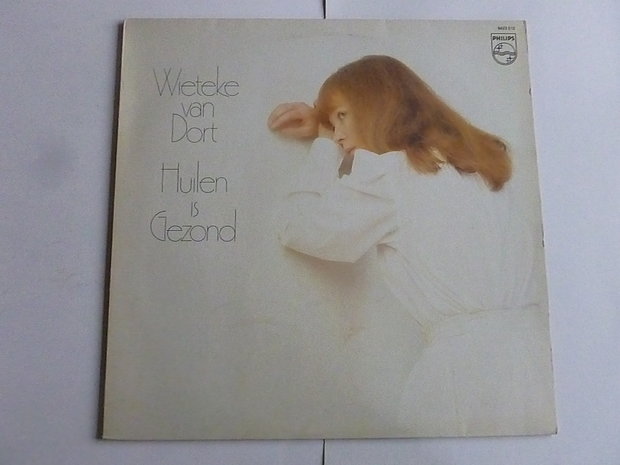 Wieteke
van
Dort
Huilen
is
Gezond
PHILIPS